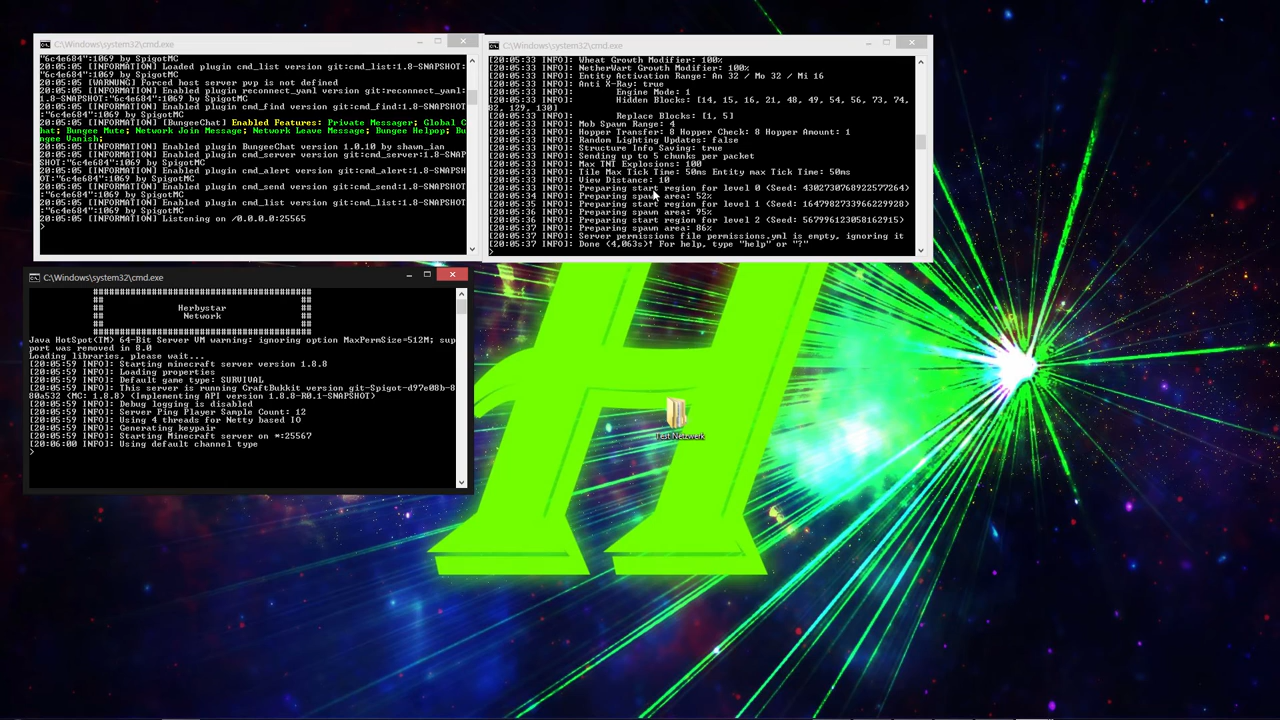 C:\Windows\system32\cmd.exe
"6c4e684":1069 by SpigotMC
20:05:05 [INFORMATION] Loaded plugin cmd_list version git:cmd_list:1.8-SNAPSHOT:
"6c4e684":1069 by SpigotMC
20:05:05 [WARNING] Forced host server pvp is not defined
20:05:05 [INFORMATION] Enabled plugin reconnect_yaml version git:reconnect_yaml:
1.8-SNAPSHOT:"6c4e684":1069 by SpigotMC
20:05:05 [INFORMATION] Enabled plugin cmd_find version git:cmd_find:1.8-SNAPSHOT
:"6c4e684":1069 by SpigotMC
20:05:05 [INFORMATION] [BungeeChat] Enabled Features: Private Messager; Global C
hat; Bungee Mute; Network Join Message; Network Leave Message; Bungee Helpop; Bu
ngee Vanish;
20:05:05 [INFORMATION] Enabled plugin BungeeChat version 1.0.10 by shawn_ian
20:05:05 [INFORMATION] Enabled plugin cmd_server version git:cmd_server:1.8-SNAP
SHOT:"6c4e684":1069 by SpigotMC
20:05:05 [INFORMATION] Enabled plugin cmd_alert version git:cmd_alert:1.8-SNAPSH
OT:"6c4e684":1069 by SpigotMC
20:05:05 [INFORMATION] Enabled plugin cmd_send version git:cmd_send:1.8-SNAPSHOT
:"6c4e684":1069 by SpigotMC
20:05:05 [INFORMATION] Enabled plugin cmd_list version git:cmd_list:1.8-SNAPSHOT
:"6c4e684":1069 by SpigotMC
20:05:05 [INFORMATION] Listening on /0.0.0.0:25565
>
C:\Windows\system32\cmd.exe
[20:05:33 INFO]: Wheat Growth Modifier: 100%
[20:05:33 INFO]: NetherWart Growth Modifier: 100%
[20:05:33 INFO]: Entity Activation Range: An 32 / Mo 32 / Mi 16
[20:05:33 INFO]: Anti X-Ray: true
[20:05:33 INFO]: Engine Mode: 1
[20:05:33 INFO]: Hidden Blocks: [14, 15, 16, 21, 48, 49, 54, 56, 73, 74,
82, 129, 130]
[20:05:33 INFO]: Replace Blocks: [1, 5]
[20:05:33 INFO]: Mob Spawn Range: 4
[20:05:33 INFO]: Hopper Transfer: 8 Hopper Check: 8 Hopper Amount: 1
[20:05:33 INFO]: Random Lighting Updates: false
[20:05:33 INFO]: Structure Info Saving: true
[20:05:33 INFO]: Sending up to 5 chunks per packet
[20:05:33 INFO]: Max TNT Explosions: 100
[20:05:33 INFO]: Tile Max Tick Time: 50ms Entity max Tick Time: 50ms
[20:05:33 INFO]: View Distance: 10
[20:05:33 INFO]: Preparing start region for level 0 (Seed: 4302730768922577264)
[20:05:34 INFO]: Preparing spawn area: 52%
[20:05:35 INFO]: Preparing start region for level 1 (Seed: 1647982733966229928)
[20:05:36 INFO]: Preparing spawn area: 95%
[20:05:36 INFO]: Preparing start region for level 2 (Seed: 567996123058162915)
[20:05:37 INFO]: Preparing spawn area: 86%
[20:05:37 INFO]: Server permissions file permissions.yml is empty, ignoring it
[20:05:37 INFO]: Done (4,063s)! For help, type "help" or "?"
>
C:\Windows\system32\cmd.exe
#########################################
## ##
## Herbystar ##
## Network ##
## ##
#########################################
Java HotSpot(TM) 64-Bit Server VM warning: ignoring option MaxPermSize=512M; sup
port was removed in 8.0
Loading libraries, please wait...
[20:05:59 INFO]: Starting minecraft server version 1.8.8
[20:05:59 INFO]: Loading properties
[20:05:59 INFO]: Default game type: SURVIVAL
[20:05:59 INFO]: This server is running CraftBukkit version git-Spigot-d97e08b-8
80a532 (MC: 1.8.8) (Implementing API version 1.8.8-R0.1-SNAPSHOT)
[20:05:59 INFO]: Debug logging is disabled
[20:05:59 INFO]: Server Ping Player Sample Count: 12
[20:05:59 INFO]: Using 4 threads for Netty based IO
[20:05:59 INFO]: Generating keypair
[20:05:59 INFO]: Starting Minecraft server on *:25567
[20:06:00 INFO]: Using default channel type
>
H
Test Netzwerk